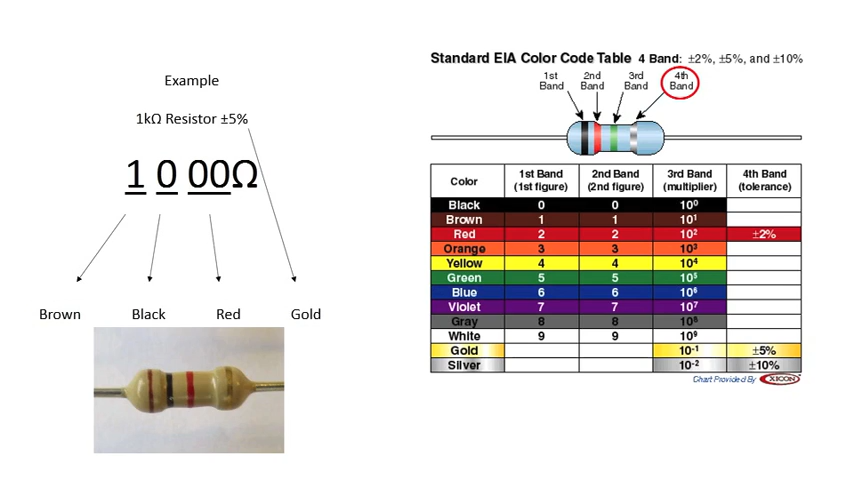 Example
1kΩ Resistor ±5%
1 0 00Ω
Brown Black Red Gold
Standard EIA Color Code Table 4 Band: ±2%, ±5%, and ±10%
1st Band 2nd Band 3rd Band 4th Band
Color 1st Band (1st figure) 2nd Band (2nd figure) 3rd Band (multiplier) 4th Band (tolerance)
Black 0 0 10⁰
Brown 1 1 10¹
Red 2 2 10² ±2%
Orange 3 3 10³
Yellow 4 4 10⁴
Green 5 5 10⁵
Blue 6 6 10⁶
Violet 7 7 10⁷
Gray 8 8 10⁸
White 9 9 10⁹
Gold 10⁻¹ ±5%
Silver 10⁻² ±10%
Chart Provided By XICON